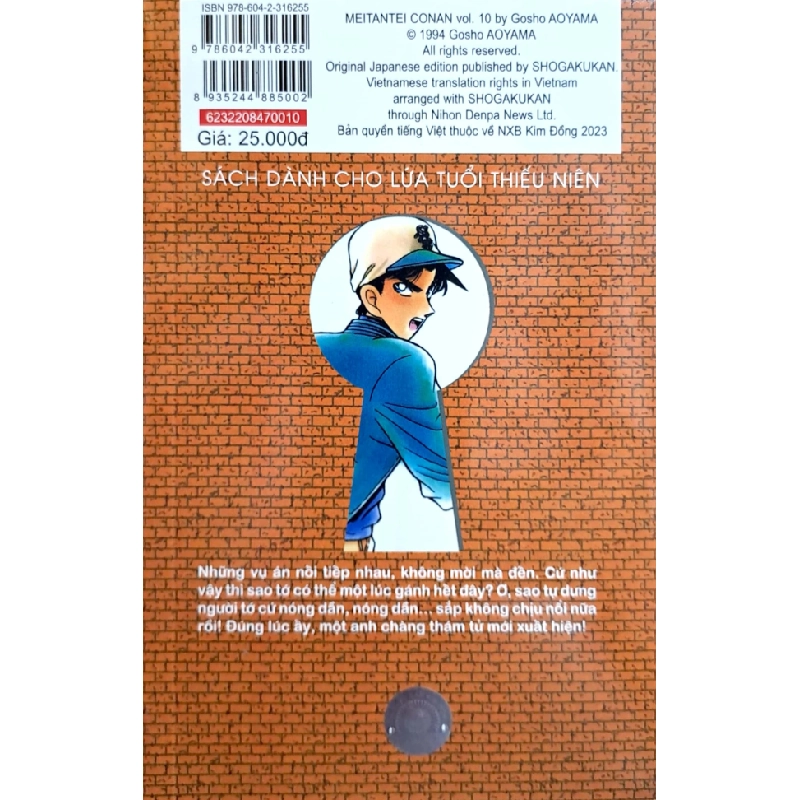 ISBN 978-604-2-316255
9 786042 316255
8 935244 885002
6232208470010
Giá: 25.000đ
MEITANTEI CONAN vol. 10 by Gosho AOYAMA
© 1994 Gosho AOYAMA
All rights reserved.
Original Japanese edition published by SHOGAKUKAN.
Vietnamese translation rights in Vietnam
arranged with SHOGAKUKAN
through Nihon Denpa News Ltd.
Bản quyền tiếng Việt thuộc về NXB Kim Đồng 2023
SÁCH DÀNH CHO LỨA TUỔI THIẾU NIÊN
Những vụ án nối tiếp nhau, không mời mà đến. Cứ như
vậy thì sao tớ có thể một lúc gánh hết đây? Ơ, sao tự dưng
người tớ cứ nóng dần, nóng dần... sắp không chịu nổi nữa
rồi! Đúng lúc ấy, một anh chàng thám tử mới xuất hiện!